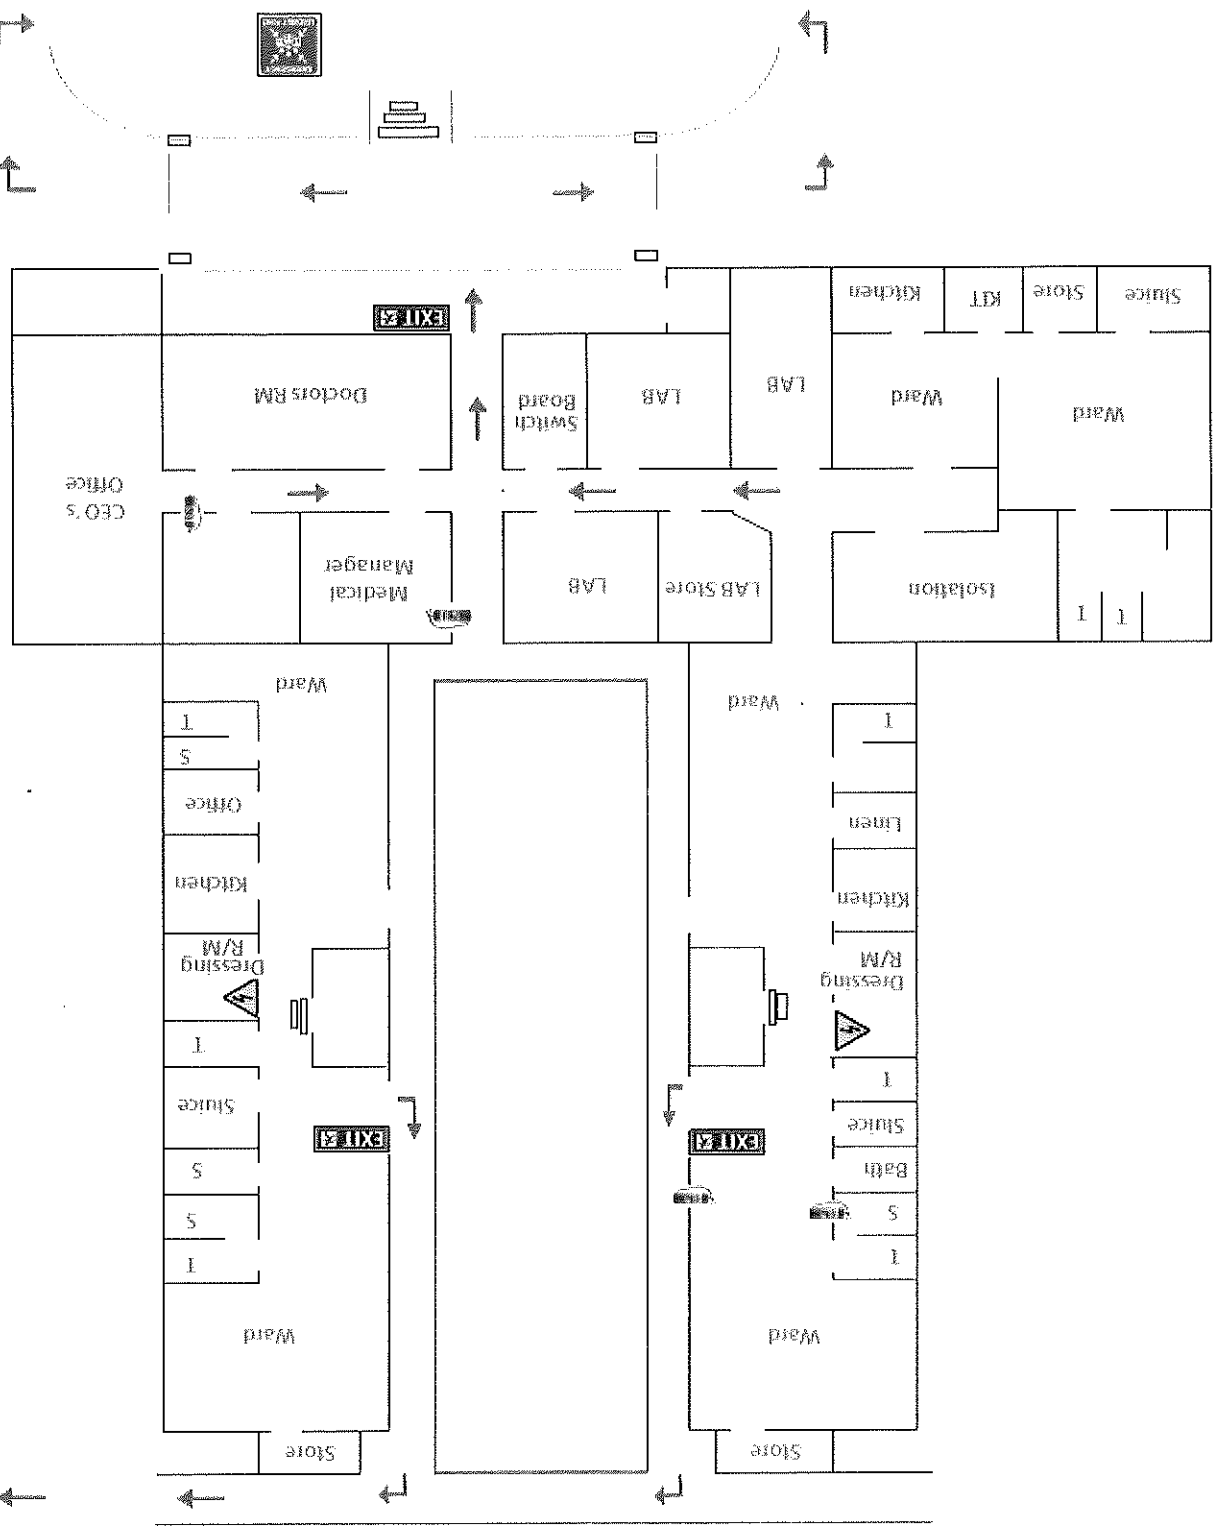 Store
Store
Ward
Ward
T
T
S
S
Bath
S
EXIT
EXIT
Sluice
Sluice
T
T
Dressing
R/M
Dressing
R/M
Kitchen
Kitchen
Linen
Office
S
T
T
Ward
Ward
T
T
Isolation
LAB Store
LAB
Medical
Manager
CEO's
Office
Ward
Ward
LAB
LAB
Switch
Board
Doctors RM
EXIT
Sluice
Store
KIT
Kitchen